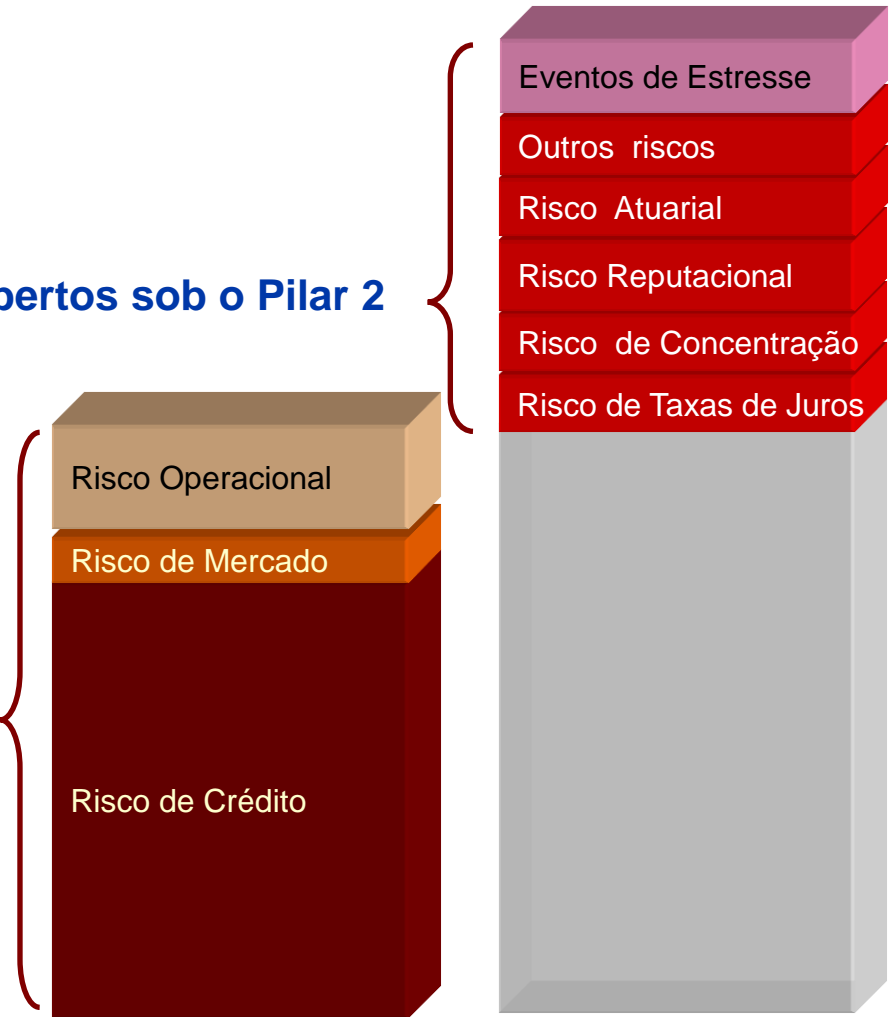 Eventos de Estresse
Outros riscos
Risco Atuarial
Risco Reputacional
Risco de Concentração
Risco de Taxas de Juros
sob o Pilar 2
Risco Operacional
Risco de Mercado
Risco de Crédito